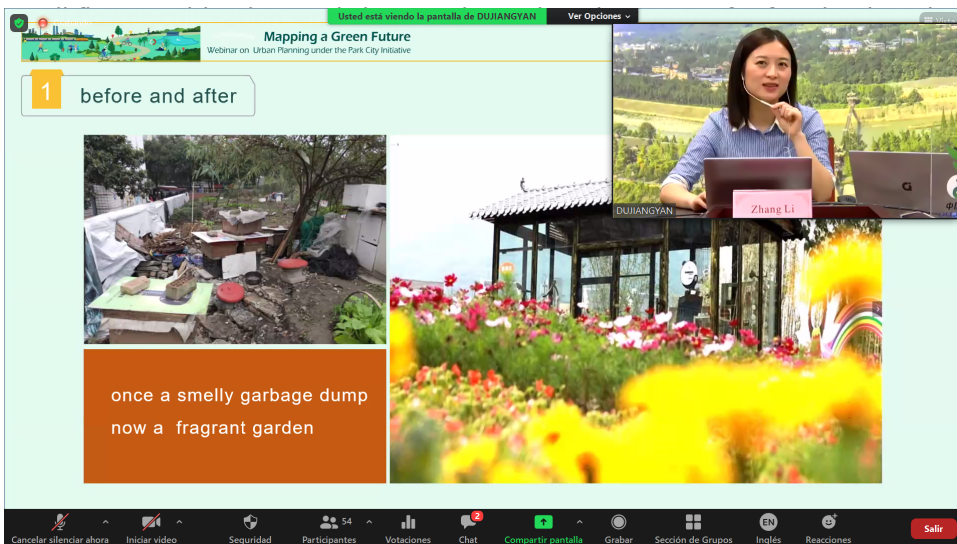 Usted está viendo la pantalla de DUJIANGYAN
Ver Opciones
Vista
Mapping a Green Future
Webinar on Urban Planning under the Park City Initiative
1
before and after
DUJIANGYAN
Zhang Li
once a smelly garbage dump
now a fragrant garden
Cancelar silenciar ahora
Iniciar video
Seguridad
54
Participantes
Votaciones
2
Chat
Compartir pantalla
Grabar
Sección de Grupos
EN
Inglés
Reacciones
Salir